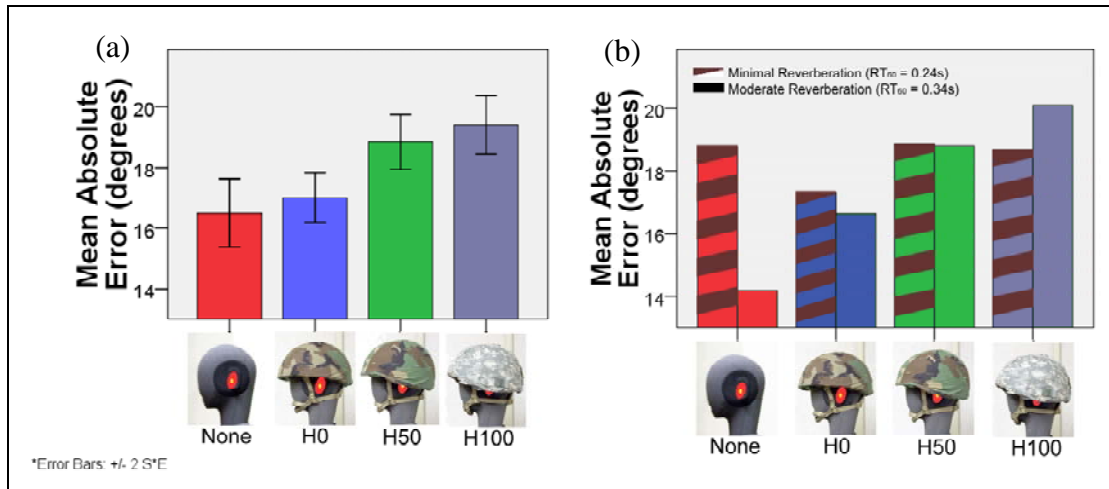 (a)
Mean Absolute
Error (degrees)
20
18
16
14
None
H0
H50
H100
*Error Bars: +/- 2 S*E
(b)
Minimal Reverberation (RT₆₀ = 0.24s)
Moderate Reverberation (RT₆₀ = 0.34s)
Mean Absolute
Error (degrees)
20
18
16
14
None
H0
H50
H100